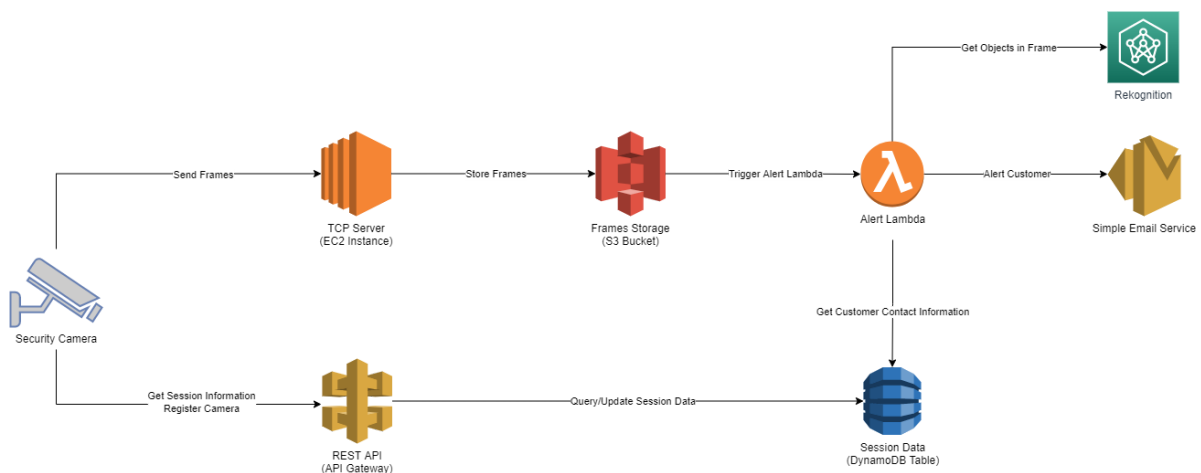 Get Objects in Frame
Rekognition
Send Frames
Store Frames
Trigger Alert Lambda
Alert Customer
TCP Server
(EC2 Instance)
Frames Storage
(S3 Bucket)
Alert Lambda
Simple Email Service
Security Camera
Get Customer Contact Information
Get Session Information
Register Camera
Query/Update Session Data
REST API
(API Gateway)
Session Data
(DynamoDB Table)